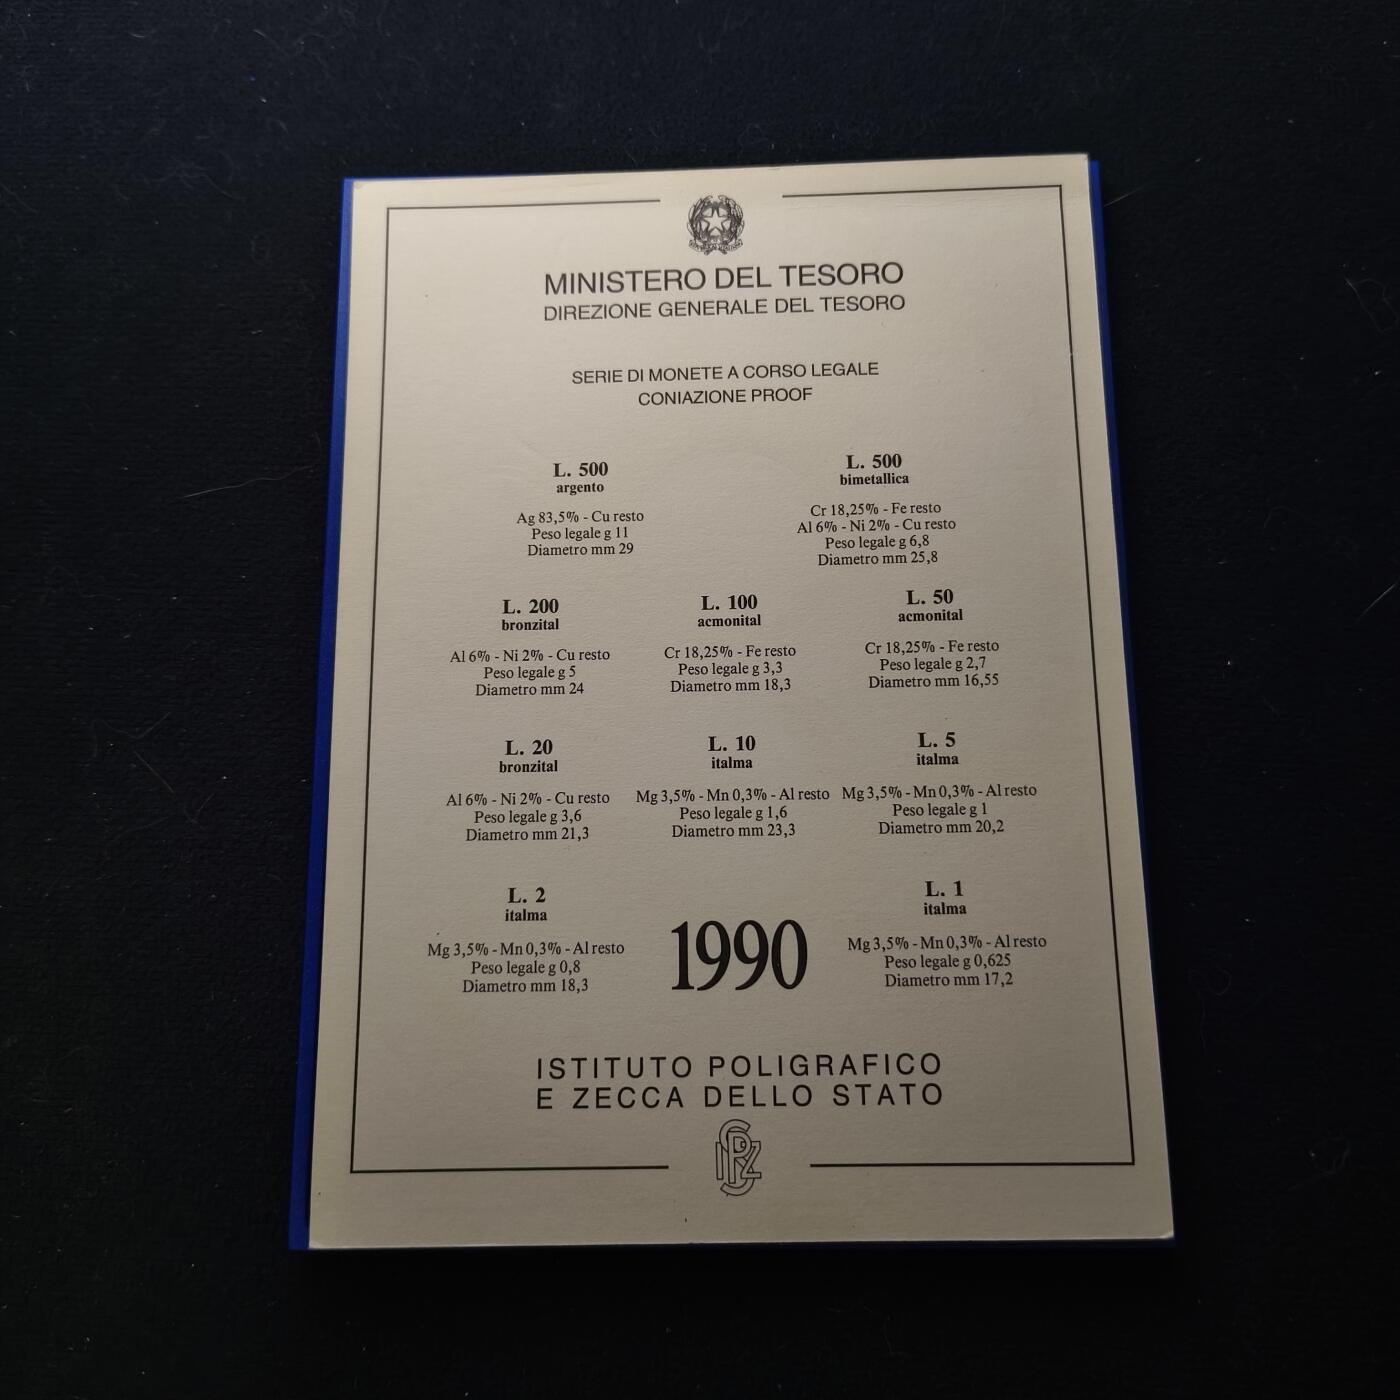 MINISTERO DEL TESORO
DIREZIONE GENERALE DEL TESORO
SERIE DI MONETE A CORSO LEGALE
CONIAZIONE PROOF
L. 500
argento
Ag 83,5% - Cu resto
Peso legale g 11
Diametro mm 29
L. 500
bimetallica
Cr 18,25% - Fe resto
Al 6% - Ni 2% - Cu resto
Peso legale g 6,8
Diametro mm 25,8
L. 200
bronzital
Al 6% - Ni 2% - Cu resto
Peso legale g 5
Diametro mm 24
L. 100
acmonital
Cr 18,25% - Fe resto
Peso legale g 3,3
Diametro mm 18,3
L. 50
acmonital
Cr 18,25% - Fe resto
Peso legale g 2,7
Diametro mm 16,55
L. 20
bronzital
Al 6% - Ni 2% - Cu resto
Peso legale g 3,6
Diametro mm 21,3
L. 10
italma
Mg 3,5% - Mn 0,3% - Al resto
Peso legale g 1,6
Diametro mm 23,3
L. 5
italma
Mg 3,5% - Mn 0,3% - Al resto
Peso legale g 1
Diametro mm 20,2
L. 2
italma
Mg 3,5% - Mn 0,3% - Al resto
Peso legale g 0,8
Diametro mm 18,3
1990
L. 1
italma
Mg 3,5% - Mn 0,3% - Al resto
Peso legale g 0,625
Diametro mm 17,2
ISTITUTO POLIGRAFICO
E ZECCA DELLO STATO